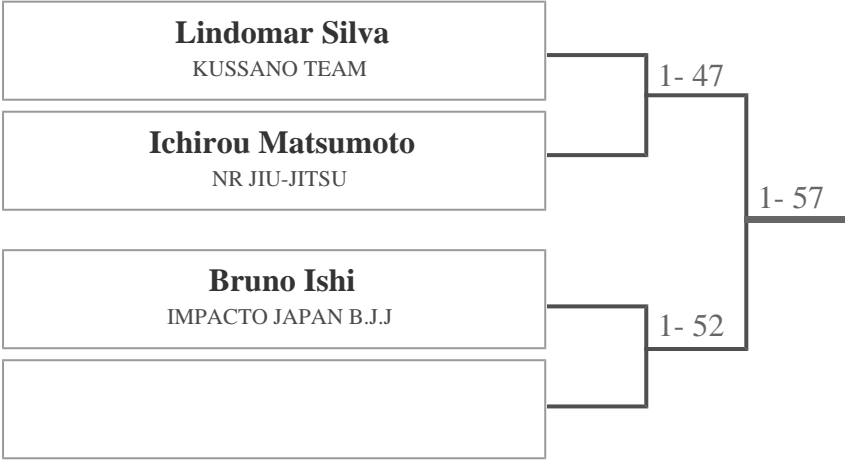 Lindomar Silva
KUSSANO TEAM
1- 47
Ichirou Matsumoto
NR JIU-JITSU
1- 57
Bruno Ishi
IMPACTO JAPAN B.J.J
1- 52